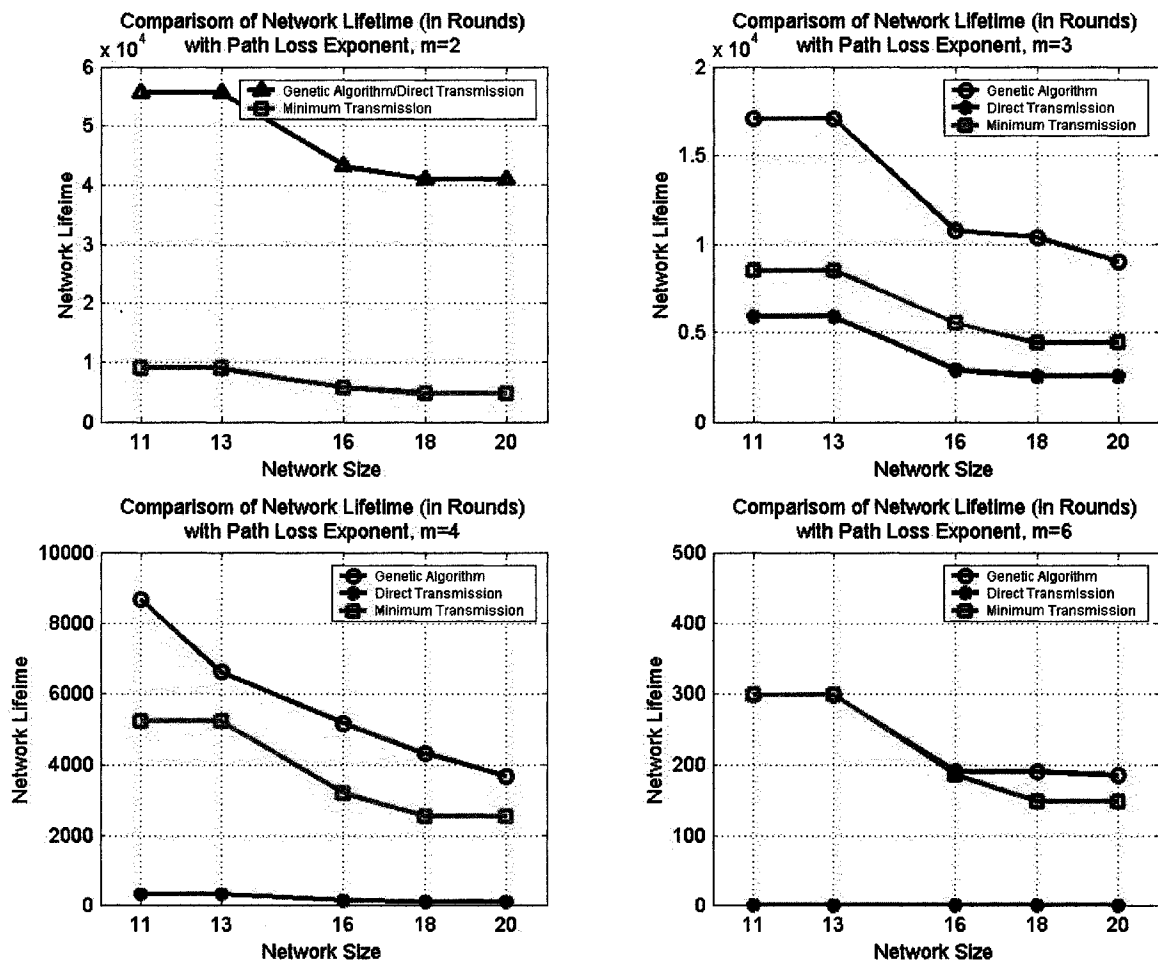 Comparisom of Network Lifetime (in Rounds)
with Path Loss Exponent, m=2
x 10^4
6
5
4
3
2
1
0
Network Lifeime
Genetic Algorithm/Direct Transmission
Minimum Transmission
11 13 16 18 20
Network Size
Comparisom of Network Lifetime (in Rounds)
with Path Loss Exponent, m=3
x 10^4
2
1.5
1
0.5
0
Network Lifeime
Genetic Algorithm
Direct Transmission
Minimum Transmission
11 13 16 18 20
Network Size
Comparisom of Network Lifetime (in Rounds)
with Path Loss Exponent, m=4
10000
8000
6000
4000
2000
0
Network Lifeime
Genetic Algorithm
Direct Transmission
Minimum Transmission
11 13 16 18 20
Network Size
Comparisom of Network Lifetime (in Rounds)
with Path Loss Exponent, m=6
500
400
300
200
100
0
Network Lifeime
Genetic Algorithm
Direct Transmission
Minimum Transmission
11 13 16 18 20
Network Size